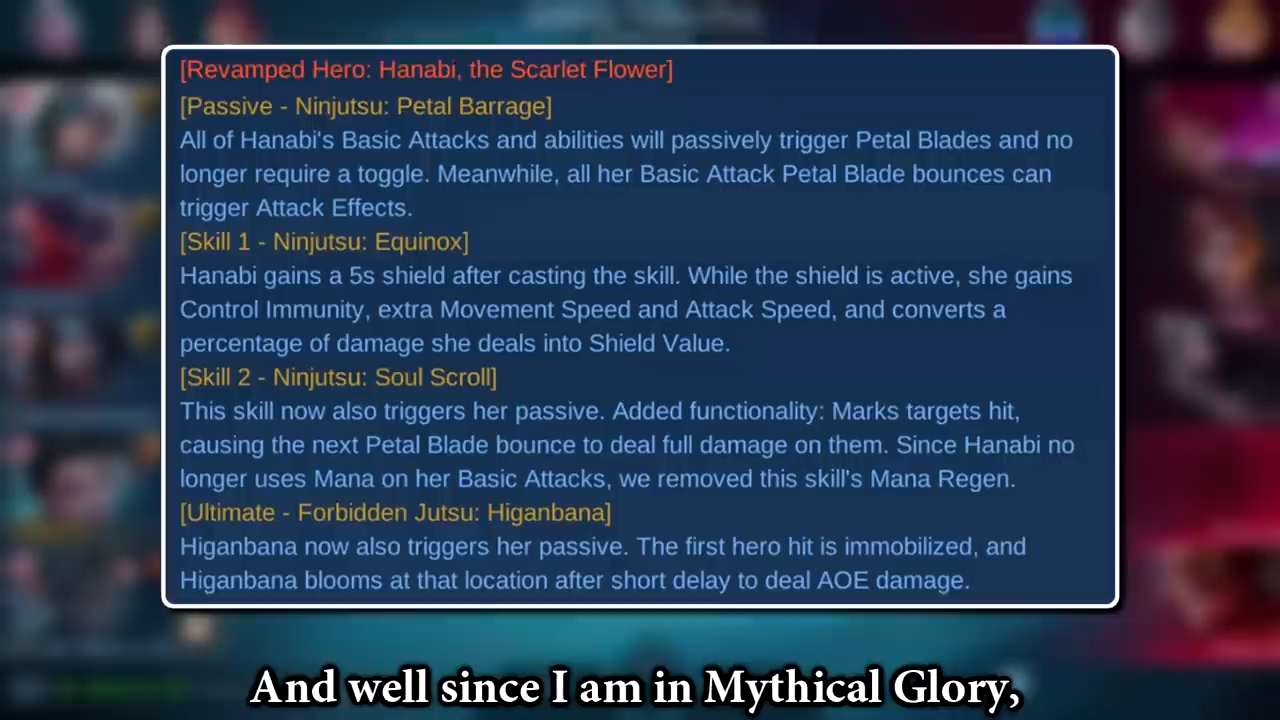 [Revamped Hero: Hanabi, the Scarlet Flower]
[Passive - Ninjutsu: Petal Barrage]
All of Hanabi's Basic Attacks and abilities will passively trigger Petal Blades and no
longer require a toggle. Meanwhile, all her Basic Attack Petal Blade bounces can
trigger Attack Effects.
[Skill 1 - Ninjutsu: Equinox]
Hanabi gains a 5s shield after casting the skill. While the shield is active, she gains
Control Immunity, extra Movement Speed and Attack Speed, and converts a
percentage of damage she deals into Shield Value.
[Skill 2 - Ninjutsu: Soul Scroll]
This skill now also triggers her passive. Added functionality: Marks targets hit,
causing the next Petal Blade bounce to deal full damage on them. Since Hanabi no
longer uses Mana on her Basic Attacks, we removed this skill's Mana Regen.
[Ultimate - Forbidden Jutsu: Higanbana]
Higanbana now also triggers her passive. The first hero hit is immobilized, and
Higanbana blooms at that location after short delay to deal AOE damage.
And well since I am in Mythical Glory,